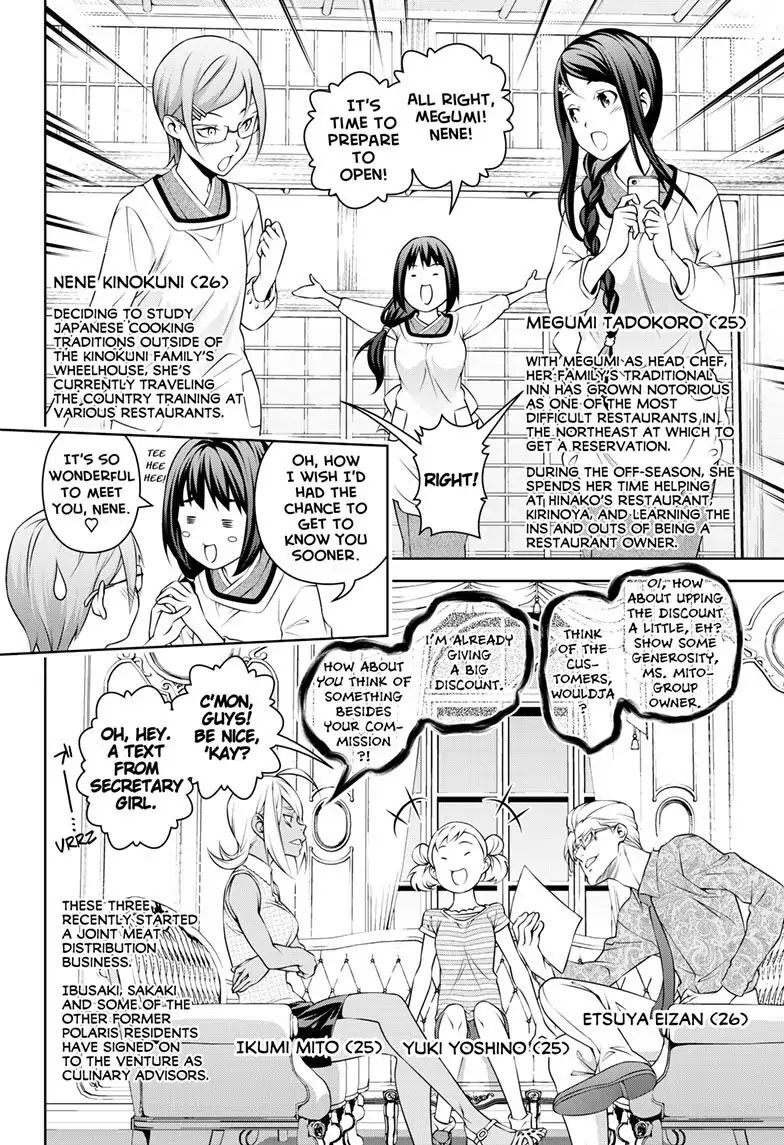 ALL RIGHT,
MEGUMI!
NENE!
IT'S
TIME TO
PREPARE
TO
OPEN!
MEGUMI TADOKORO (25)
WITH MEGUMI AS HEAD CHEF,
HER FAMILY'S TRADITIONAL
INN HAS GROWN NOTORIOUS
AS ONE OF THE MOST
DIFFICULT RESTAURANTS IN
THE NORTHEAST AT WHICH TO
GET A RESERVATION.
DURING THE OFF-SEASON, SHE
SPENDS HER TIME HELPING
AT HINAKO'S RESTAURANT,
KIRINOYA, AND LEARNING THE
INS AND OUTS OF BEING A
RESTAURANT OWNER.
NENE KINOKUNI (26)
DECIDING TO STUDY
JAPANESE COOKING
TRADITIONS OUTSIDE OF
THE KINOKUNI FAMILY'S
WHEELHOUSE, SHE'S
CURRENTLY TRAVELING
THE COUNTRY TRAINING AT
VARIOUS RESTAURANTS.
RIGHT!
OH, HOW
I WISH I'D
HAD THE
CHANCE TO
GET TO
KNOW YOU
SOONER.
TEE
HEE
HEE!
IT'S SO
WONDERFUL
TO MEET
YOU, NENE.
♡
OI, HOW
ABOUT UPPING
THE DISCOUNT
A LITTLE, EH?
SHOW SOME
GENEROSITY,
MS. MITO-
GROUP
OWNER.
THINK
OF THE
CUS-
TOMERS,
WOULDJA
?
I'M ALREADY
GIVING
A BIG
DISCOUNT.
HOW ABOUT
YOU THINK OF
SOMETHING
BESIDES
YOUR COM-
MISSION
?!
C'MON,
GUYS!
BE NICE,
'KAY?
OH, HEY.
A TEXT
FROM
SECRETARY
GIRL.
VRRZ
THESE THREE
RECENTLY STARTED
A JOINT MEAT
DISTRIBUTION
BUSINESS.
IBUSAKI, SAKAKI
AND SOME OF THE
OTHER FORMER
POLARIS RESIDENTS
HAVE SIGNED ON
TO THE VENTURE AS
CULINARY ADVISORS.
ETSUYA EIZAN (26)
YUKI YOSHINO (25)
IKUMI MITO (25)